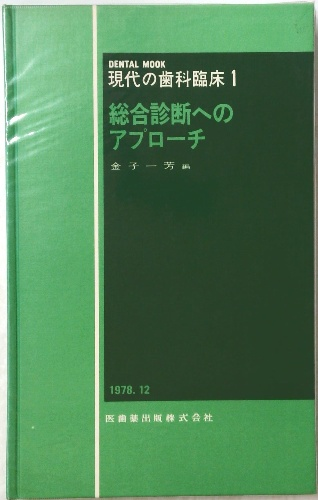 DENTAL MOOK
現代の歯科臨床1
総合診断への
アプローチ
金子一芳 編
1978.12
医歯薬出版株式会社